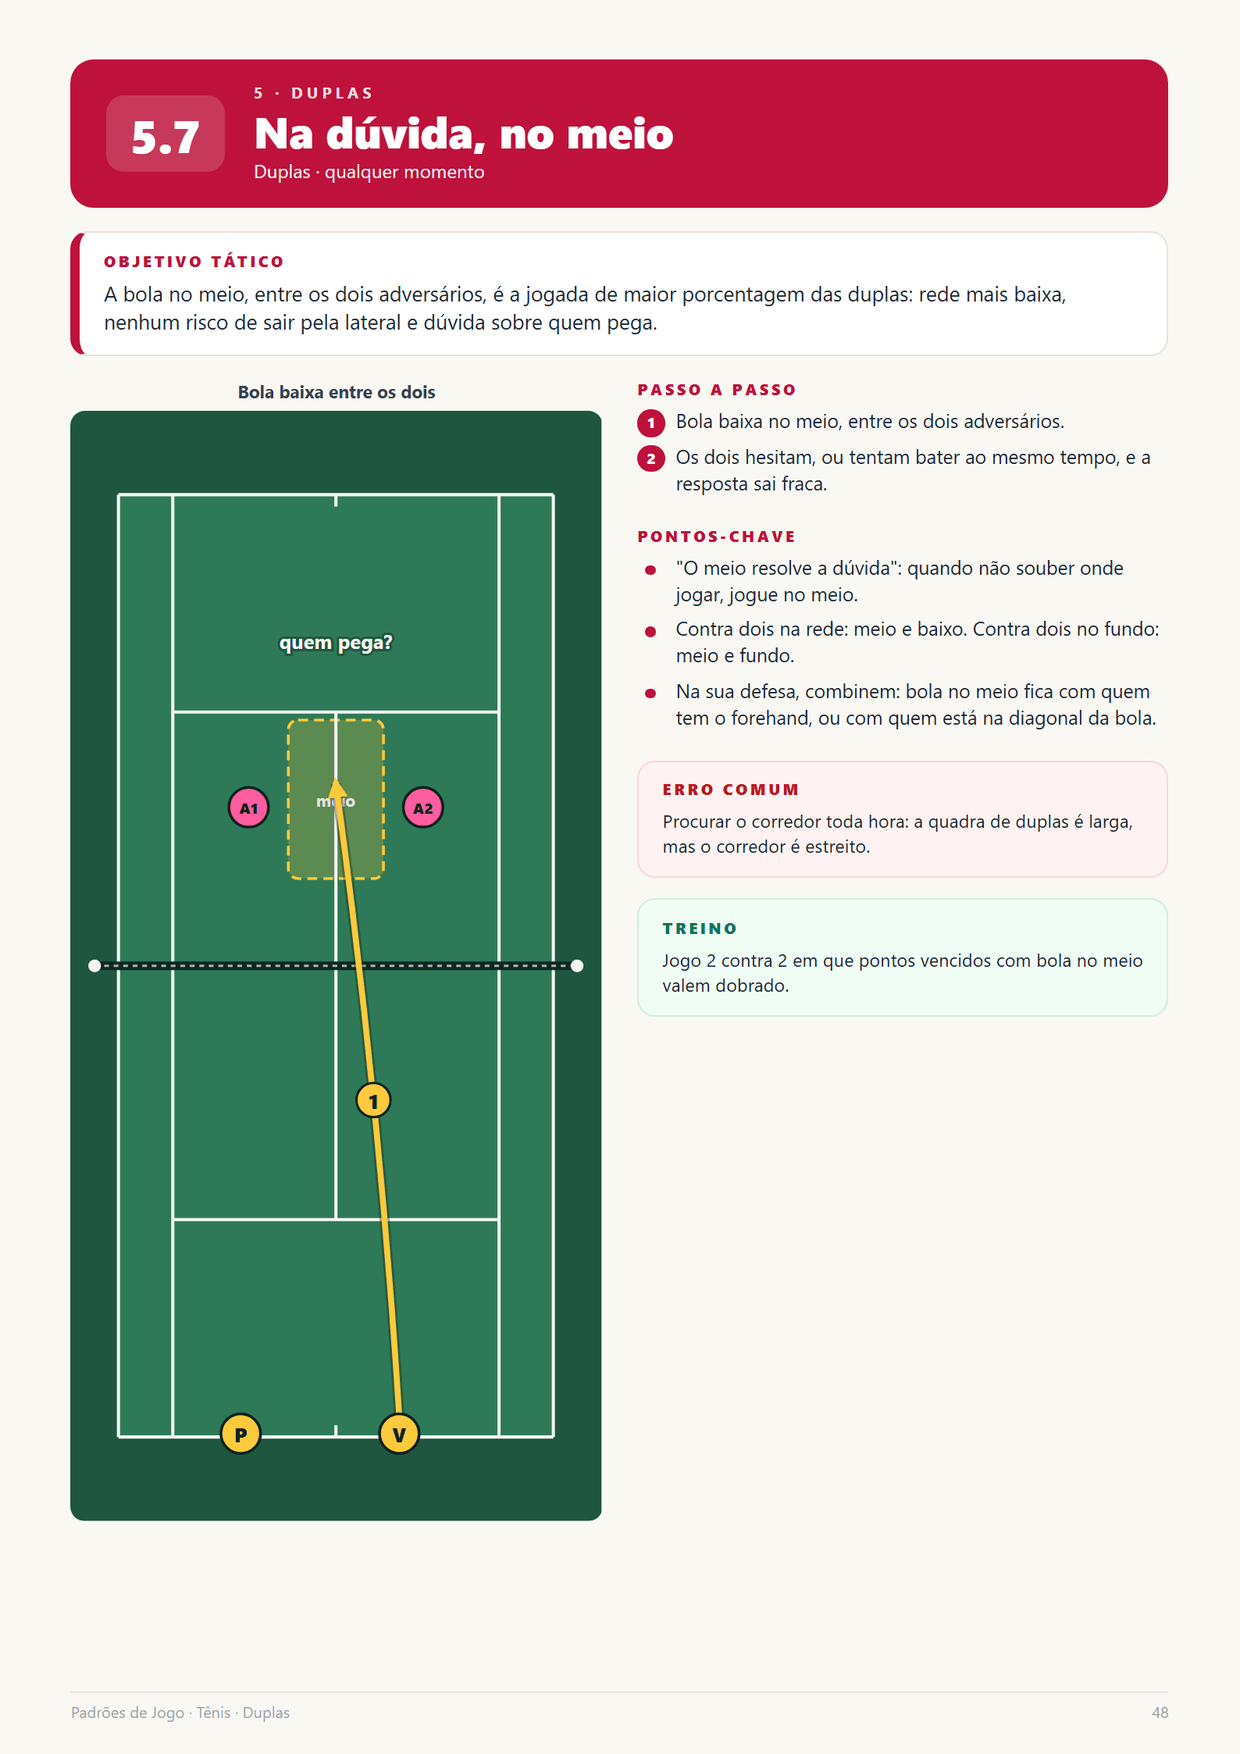 5 · DUPLAS
5.7
Na dúvida, no meio
Duplas · qualquer momento
OBJETIVO TÁTICO
A bola no meio, entre os dois adversários, é a jogada de maior porcentagem das duplas: rede mais baixa,
nenhum risco de sair pela lateral e dúvida sobre quem pega.
Bola baixa entre os dois
quem pega?
A1
meio
A2
1
P
V
PASSO A PASSO
1 Bola baixa no meio, entre os dois adversários.
2 Os dois hesitam, ou tentam bater ao mesmo tempo, e a
resposta sai fraca.
PONTOS-CHAVE
"O meio resolve a dúvida": quando não souber onde
jogar, jogue no meio.
Contra dois na rede: meio e baixo. Contra dois no fundo:
meio e fundo.
Na sua defesa, combinem: bola no meio fica com quem
tem o forehand, ou com quem está na diagonal da bola.
ERRO COMUM
Procurar o corredor toda hora: a quadra de duplas é larga,
mas o corredor é estreito.
TREINO
Jogo 2 contra 2 em que pontos vencidos com bola no meio
valem dobrado.
Padrões de Jogo · Tênis · Duplas
48